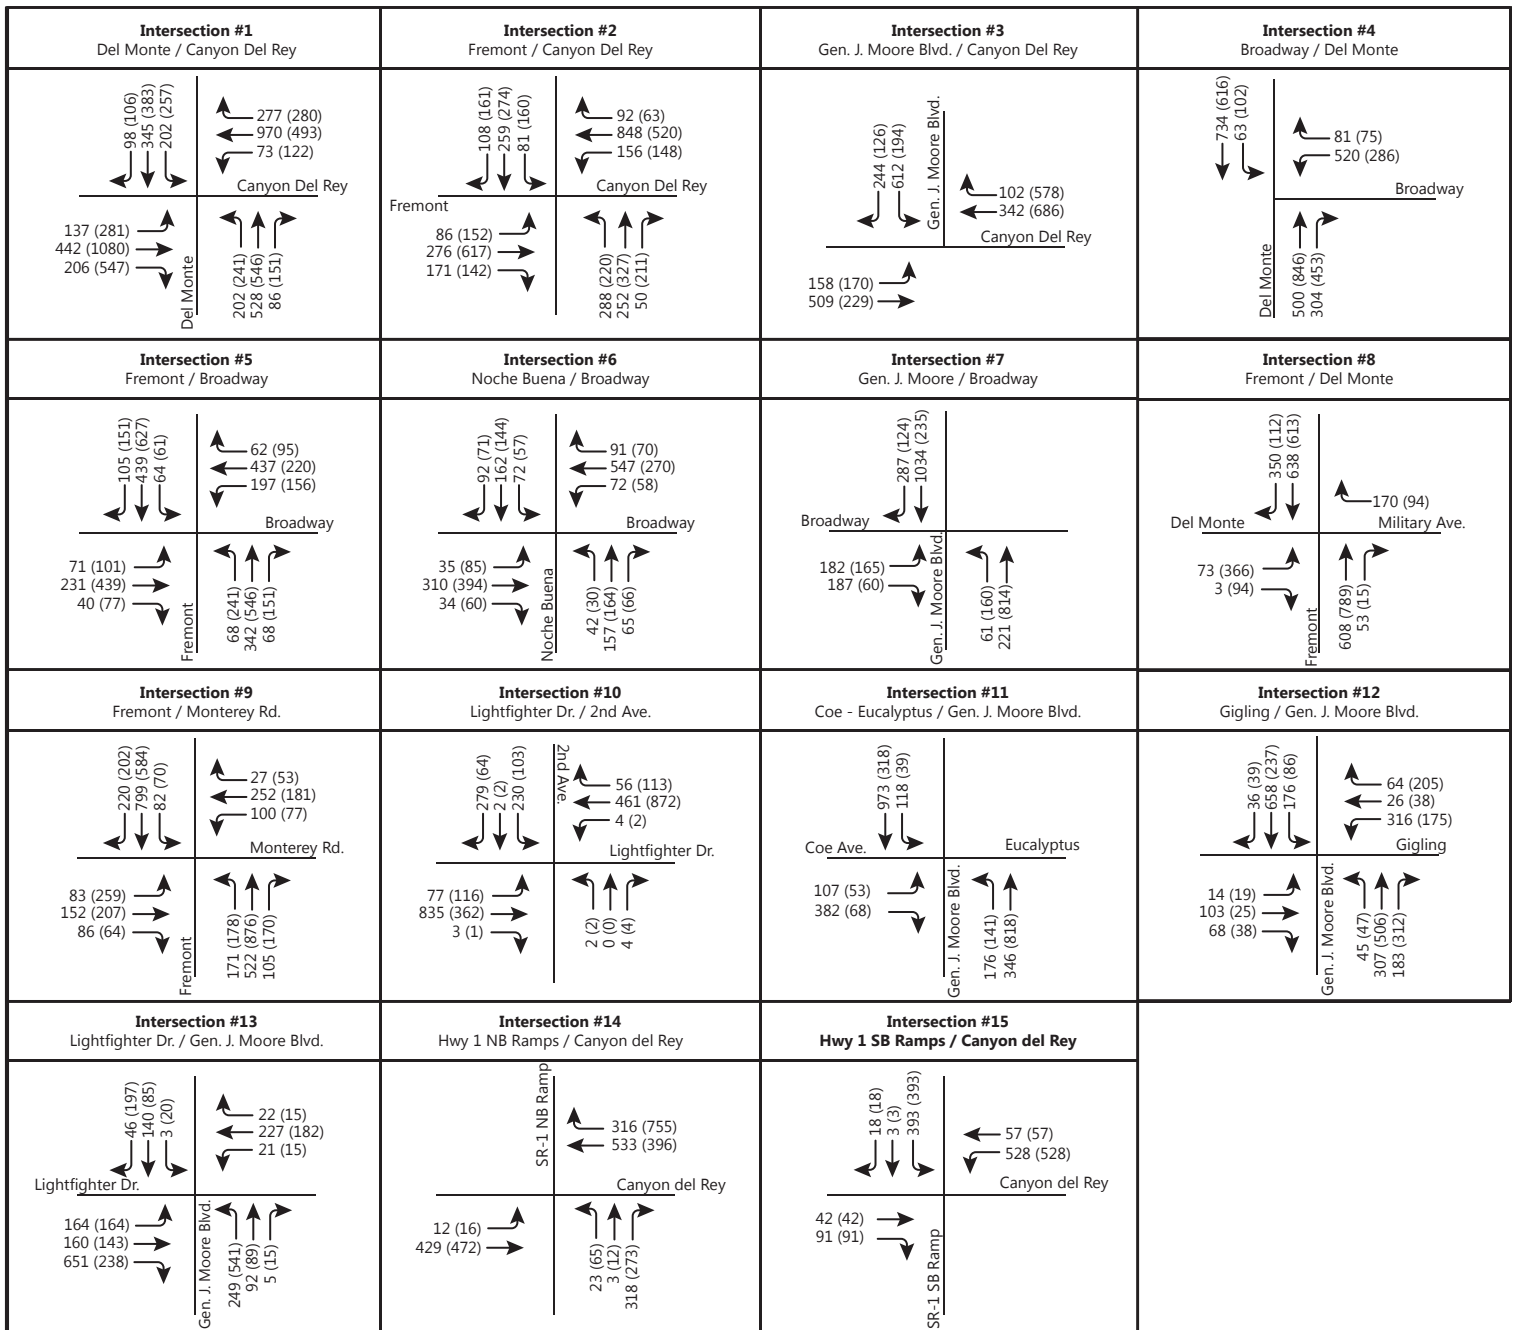 Intersection #1
Del Monte / Canyon Del Rey
98 (106)
345 (383)
202 (257)
277 (280)
970 (493)
73 (122)
Canyon Del Rey
137 (281)
442 (1080)
206 (547)
Del Monte
202 (241)
528 (546)
86 (151)
Intersection #2
Fremont / Canyon Del Rey
108 (161)
259 (274)
81 (160)
92 (63)
848 (520)
156 (148)
Canyon Del Rey
Fremont
86 (152)
276 (617)
171 (142)
288 (220)
252 (327)
50 (211)
Intersection #3
Gen. J. Moore Blvd. / Canyon Del Rey
244 (126)
612 (194)
Gen. J. Moore Blvd.
102 (578)
342 (686)
Canyon Del Rey
158 (170)
509 (229)
Intersection #4
Broadway / Del Monte
734 (616)
63 (102)
81 (75)
520 (286)
Broadway
Del Monte
500 (846)
304 (453)
Intersection #5
Fremont / Broadway
105 (151)
439 (627)
64 (61)
62 (95)
437 (220)
197 (156)
Broadway
71 (101)
231 (439)
40 (77)
Fremont
68 (241)
342 (546)
68 (151)
Intersection #6
Noche Buena / Broadway
92 (71)
162 (144)
72 (57)
91 (70)
547 (270)
72 (58)
Broadway
35 (85)
310 (394)
34 (60)
Noche Buena
42 (30)
157 (164)
65 (66)
Intersection #7
Gen. J. Moore / Broadway
287 (124)
1034 (235)
Broadway
182 (165)
187 (60)
Gen. J. Moore Blvd.
61 (160)
221 (814)
Intersection #8
Fremont / Del Monte
350 (112)
638 (613)
170 (94)
Del Monte
Military Ave.
73 (366)
3 (94)
Fremont
608 (789)
53 (15)
Intersection #9
Fremont / Monterey Rd.
220 (202)
799 (584)
82 (70)
27 (53)
252 (181)
100 (77)
Monterey Rd.
83 (259)
152 (207)
86 (64)
Fremont
171 (178)
522 (876)
105 (170)
Intersection #10
Lightfighter Dr. / 2nd Ave.
279 (64)
2 (2)
230 (103)
2nd Ave.
56 (113)
461 (872)
4 (2)
Lightfighter Dr.
77 (116)
835 (362)
3 (1)
2 (2)
0 (0)
4 (4)
Intersection #11
Coe - Eucalyptus / Gen. J. Moore Blvd.
973 (318)
118 (39)
Coe Ave.
Eucalyptus
107 (53)
382 (68)
Gen. J. Moore Blvd.
176 (141)
346 (818)
Intersection #12
Gigling / Gen. J. Moore Blvd.
36 (39)
658 (237)
176 (86)
64 (205)
26 (38)
316 (175)
Gigling
14 (19)
103 (25)
68 (38)
Gen. J. Moore Blvd.
45 (47)
307 (506)
183 (312)
Intersection #13
Lightfighter Dr. / Gen. J. Moore Blvd.
46 (197)
140 (85)
3 (20)
22 (15)
227 (182)
21 (15)
Lightfighter Dr.
164 (164)
160 (143)
651 (238)
Gen. J. Moore Blvd.
249 (541)
92 (89)
5 (15)
Intersection #14
Hwy 1 NB Ramps / Canyon del Rey
SR-1 NB Ramp
316 (755)
533 (396)
Canyon del Rey
12 (16)
429 (472)
23 (65)
3 (12)
318 (273)
Intersection #15
Hwy 1 SB Ramps / Canyon del Rey
18 (18)
3 (3)
393 (393)
57 (57)
528 (528)
Canyon del Rey
42 (42)
91 (91)
SR-1 SB Ramp